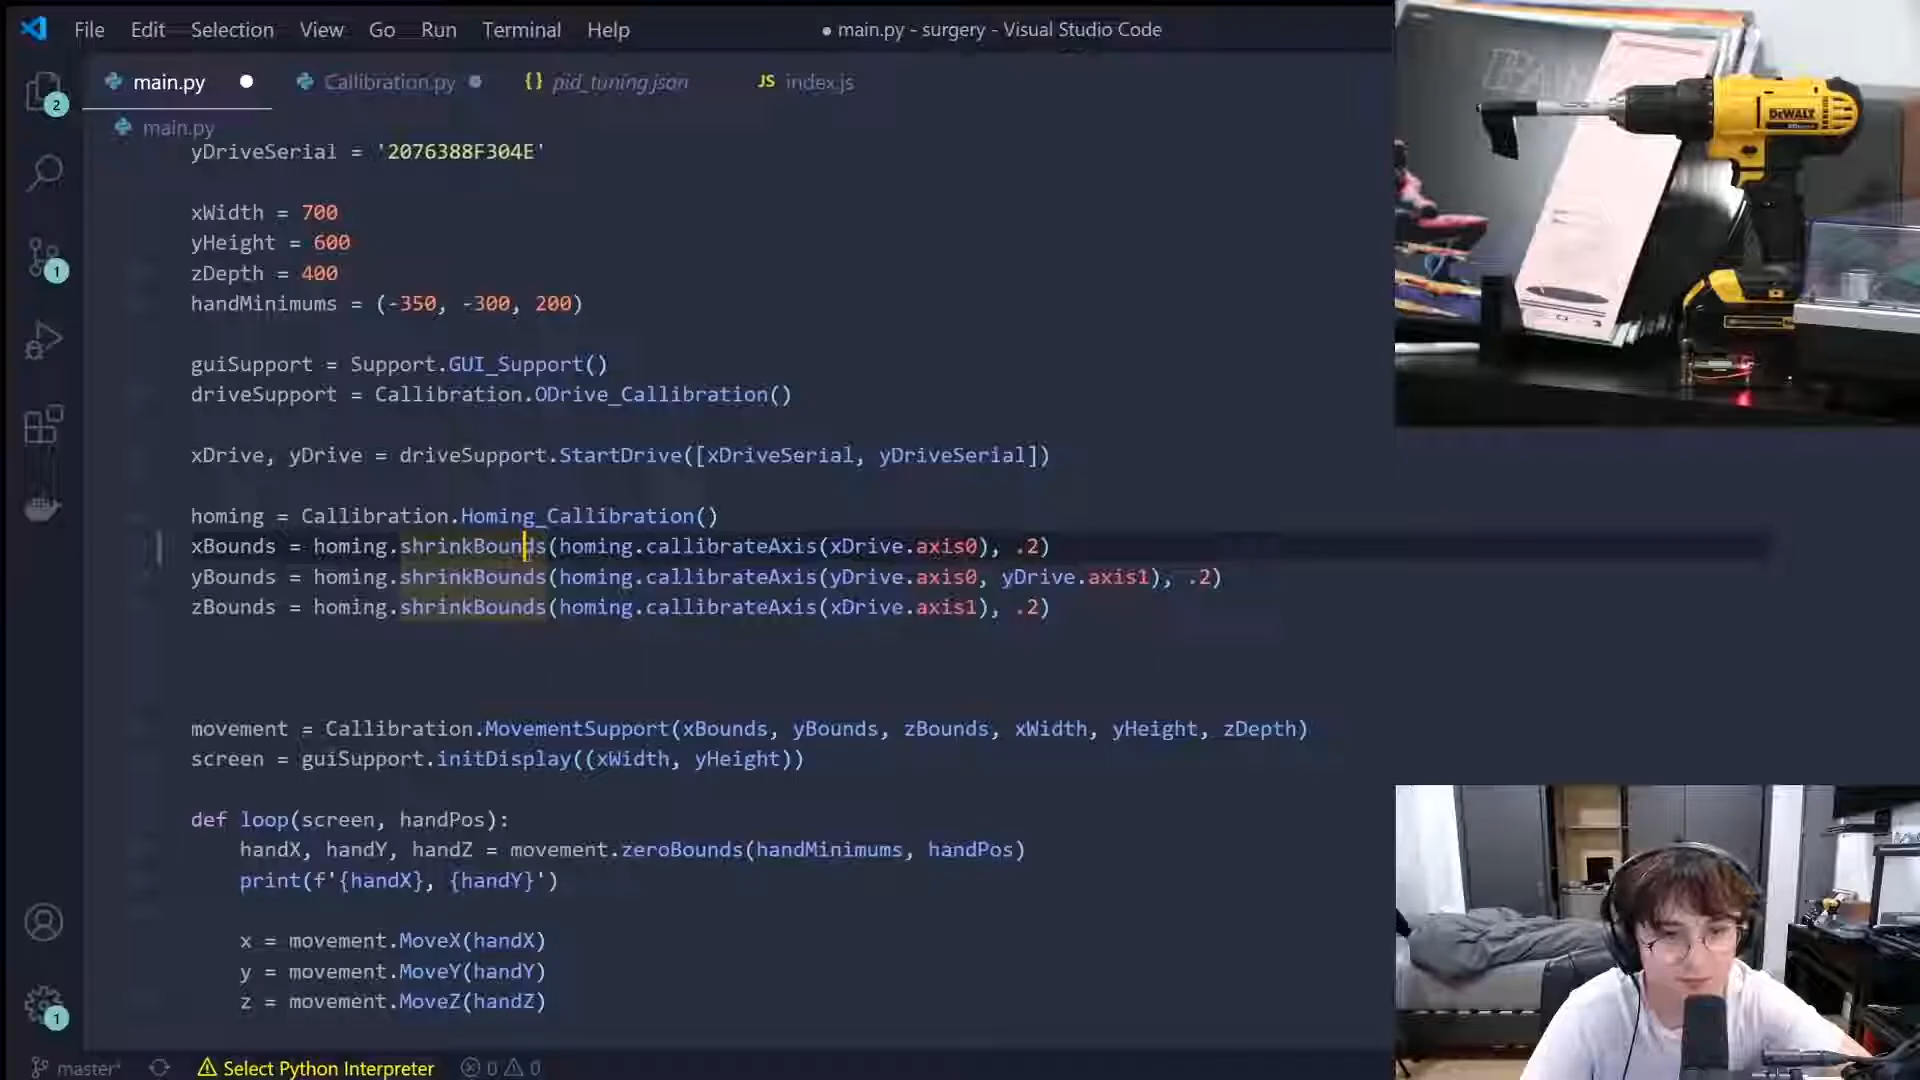 File Edit Selection View Go Run Terminal Help ● main.py - surgery - Visual Studio Code
main.py Callibration.py {} pid_tuning.json JS index.js
main.py
yDriveSerial = '2076388F304E'
xWidth = 700
yHeight = 600
zDepth = 400
handMinimums = (-350, -300, 200)
guiSupport = Support.GUI_Support()
driveSupport = Callibration.ODrive_Callibration()
xDrive, yDrive = driveSupport.StartDrive([xDriveSerial, yDriveSerial])
homing = Callibration.Homing_Callibration()
xBounds = homing.shrinkBounds(homing.callibrateAxis(xDrive.axis0), .2)
yBounds = homing.shrinkBounds(homing.callibrateAxis(yDrive.axis0, yDrive.axis1), .2)
zBounds = homing.shrinkBounds(homing.callibrateAxis(xDrive.axis1), .2)
movement = Callibration.MovementSupport(xBounds, yBounds, zBounds, xWidth, yHeight, zDepth)
screen = guiSupport.initDisplay((xWidth, yHeight))
def loop(screen, handPos):
handX, handY, handZ = movement.zeroBounds(handMinimums, handPos)
print(f'{handX}, {handY}')
x = movement.MoveX(handX)
y = movement.MoveY(handY)
z = movement.MoveZ(handZ)
2
1
1
master* Select Python Interpreter 0 0
DEWALT